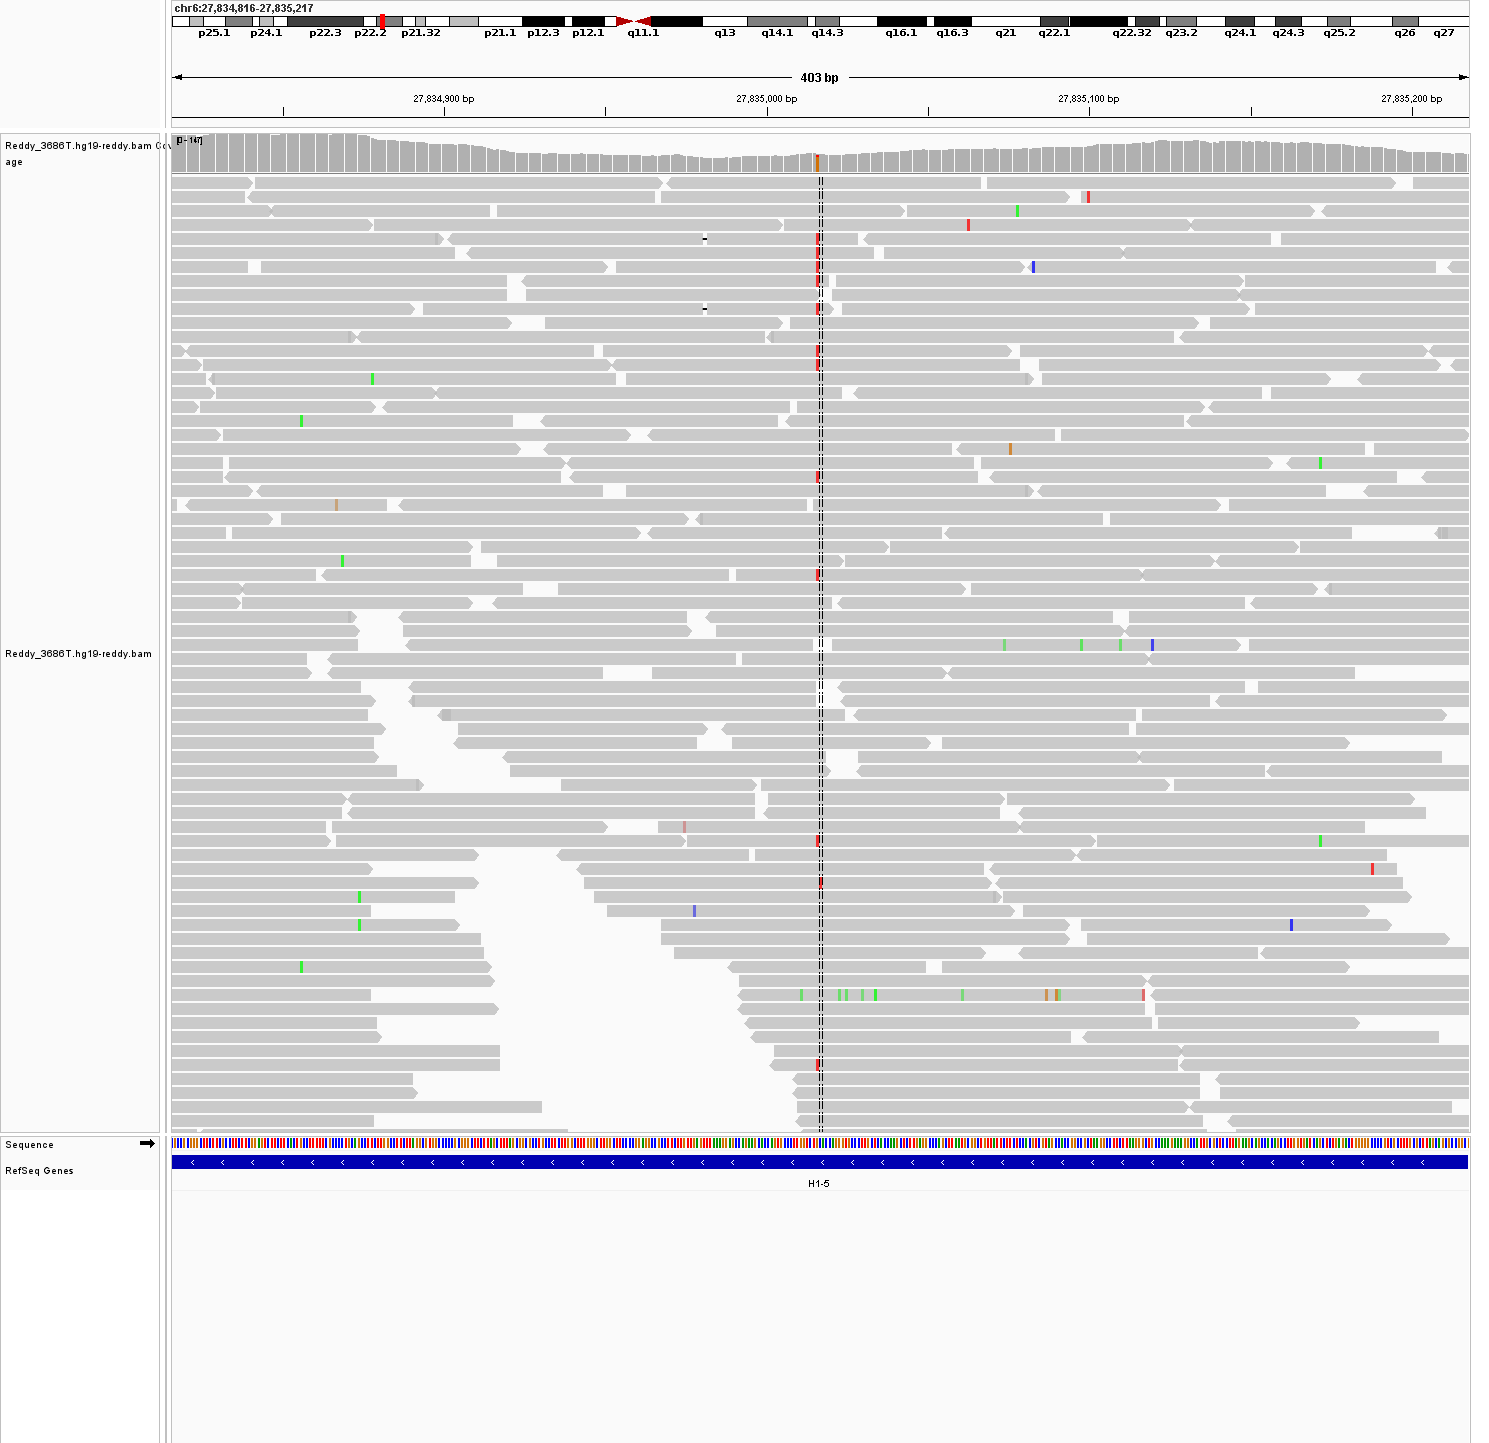 chr6:27,834,816-27,835,217
p25.1 p24.1 p22.3 p22.2 p21.32 p21.1 p12.3 p12.1 q11.1 q13 q14.1 q14.3 q16.1 q16.3 q21 q22.1 q22.32 q23.2 q24.1 q24.3 q25.2 q26 q27
403 bp
27,834,900 bp 27,835,000 bp 27,835,100 bp 27,835,200 bp
[0 - 147]
Reddy_3686T.hg19-reddy.bam Cov
age
Reddy_3686T.hg19-reddy.bam
Sequence
RefSeq Genes
H1-5